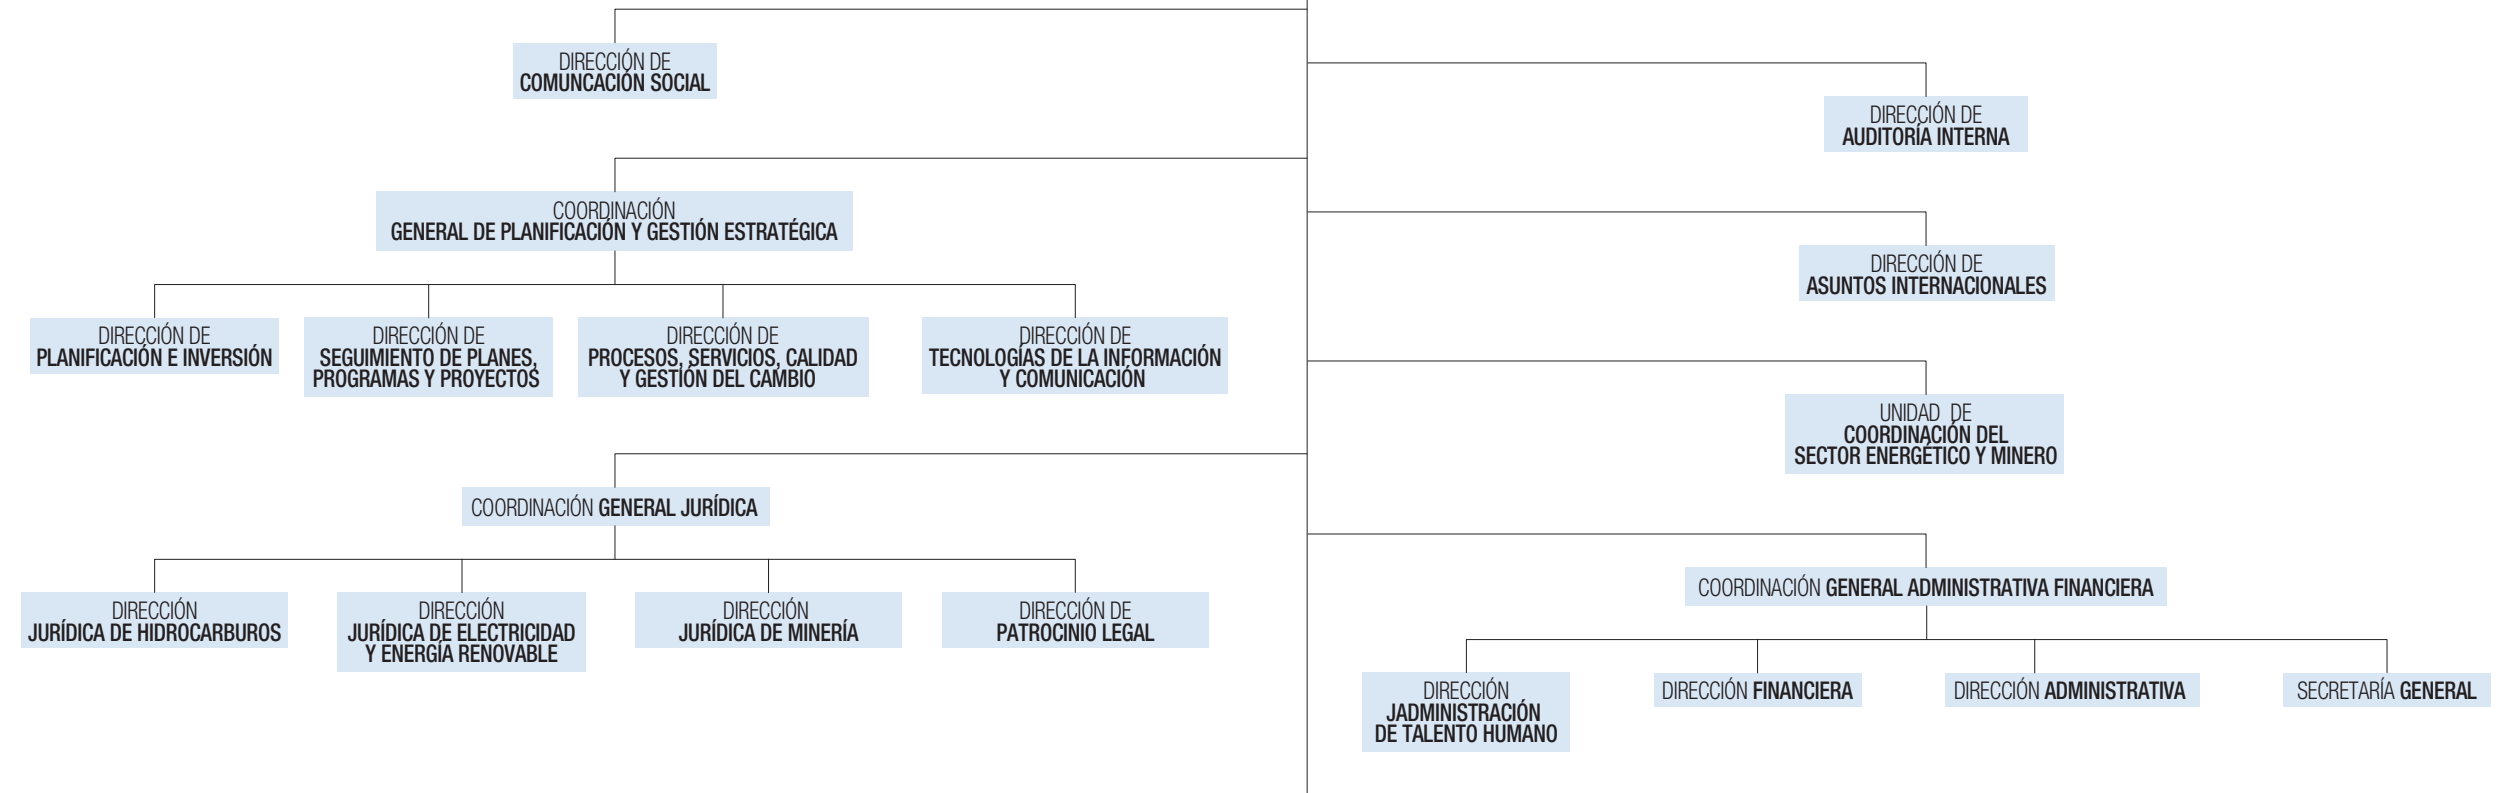 DIRECCIÓN DE
COMUNCACIÓN SOCIAL
DIRECCIÓN DE
AUDITORÍA INTERNA
COORDINACIÓN
GENERAL DE PLANIFICACIÓN Y GESTIÓN ESTRATÉGICA
DIRECCIÓN DE
ASUNTOS INTERNACIONALES
DIRECCIÓN DE
PLANIFICACIÓN E INVERSIÓN
DIRECCIÓN DE
SEGUIMIENTO DE PLANES,
PROGRAMAS Y PROYECTOS
DIRECCIÓN DE
PROCESOS, SERVICIOS, CALIDAD
Y GESTIÓN DEL CAMBIO
DIRECCIÓN DE
TECNOLOGÍAS DE LA INFORMACIÓN
Y COMUNICACIÓN
UNIDAD DE
COORDINACIÓN DEL
SECTOR ENERGÉTICO Y MINERO
COORDINACIÓN GENERAL JURÍDICA
DIRECCIÓN
JURÍDICA DE HIDROCARBUROS
DIRECCIÓN
JURÍDICA DE ELECTRICIDAD
Y ENERGÍA RENOVABLE
DIRECCIÓN
JURÍDICA DE MINERÍA
DIRECCIÓN DE
PATROCINIO LEGAL
COORDINACIÓN GENERAL ADMINISTRATIVA FINANCIERA
DIRECCIÓN
JADMINISTRACIÓN
DE TALENTO HUMANO
DIRECCIÓN FINANCIERA
DIRECCIÓN ADMINISTRATIVA
SECRETARÍA GENERAL